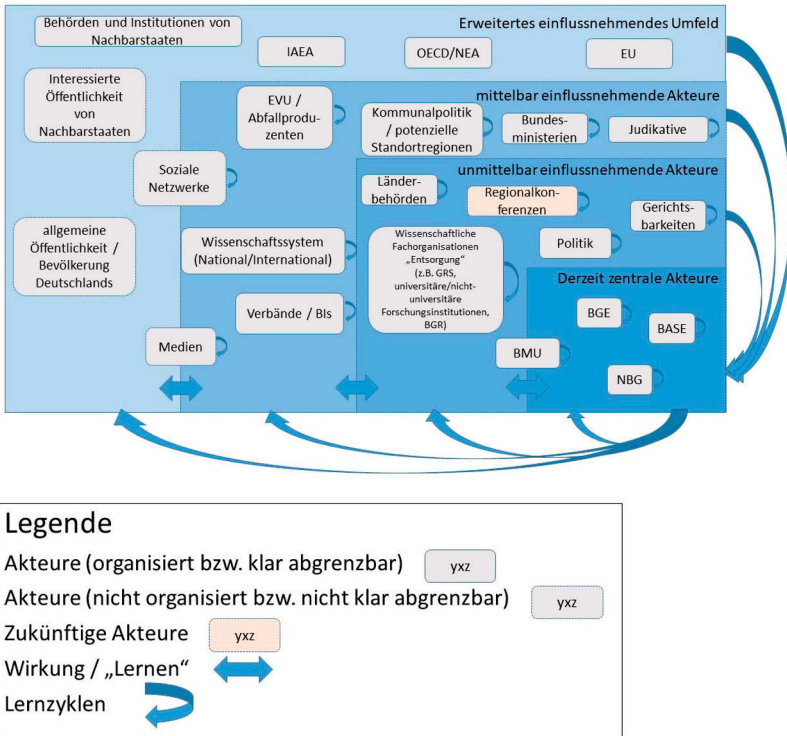 Behörden und Institutionen von
Nachbarstaaten
Erweitertes einflussnehmendes Umfeld
IAEA
OECD/NEA
EU
Interessierte
Öffentlichkeit
von
Nachbarstaaten
mittelbar einflussnehmende Akteure
EVU /
Abfallprodu-
zenten
Kommunalpolitik
/ potenzielle
Standortregionen
Bundes-
ministerien
Judikative
Soziale
Netzwerke
unmittelbar einflussnehmende Akteure
Länder-
behörden
Regionalkon-
ferenzen
Gerichts-
barkeiten
allgemeine
Öffentlichkeit /
Bevölkerung
Deutschlands
Wissenschaftssystem
(National/International)
Wissenschaftliche
Fachorganisationen
„Entsorgung“
(z.B. GRS,
universitäre/nicht-
universitäre
Forschungsinstitutionen,
BGR)
Politik
Derzeit zentrale Akteure
Verbände / BIs
BGE
BASE
Medien
BMU
NBG
Legende
Akteure (organisiert bzw. klar abgrenzbar) yxz
Akteure (nicht organisiert bzw. nicht klar abgrenzbar) yxz
Zukünftige Akteure yxz
Wirkung / „Lernen“
Lernzyklen